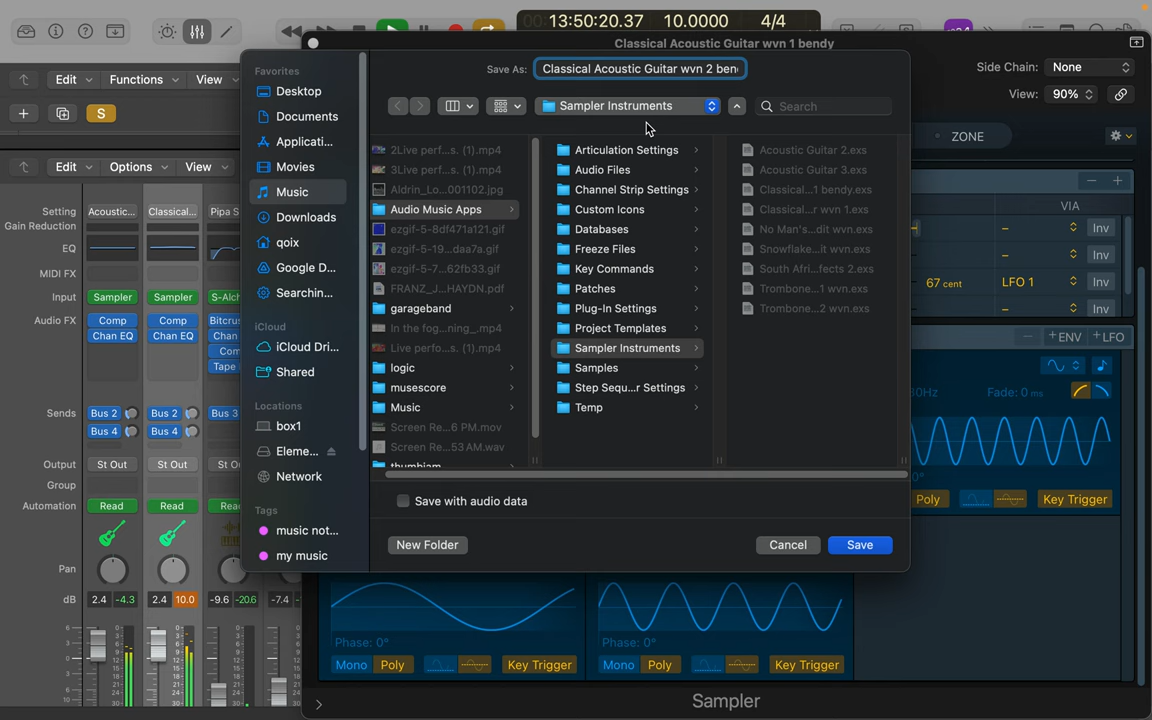 00:13:50:20.37 10.0000 4/4
Classical Acoustic Guitar wvn 1 bendy
Edit Functions View
S
Edit Options View
Setting Acoustic... Classical... Pipa S
Gain Reduction
EQ
MIDI FX
Input Sampler Sampler S-Alch
Audio FX Comp Comp Bitcrus
Chan EQ Chan EQ Chan
Com
Tape
Sends Bus 2 Bus 2 Bus 3
Bus 4 Bus 4
Output St Out St Out St Ou
Group
Automation Read Read Read
Pan
dB 2.4 -4.3 2.4 10.0 -9.6 -20.6 -7.4
Favorites
Desktop
Documents
Applicati...
Movies
Music
Downloads
qoix
Google D...
Searchin...
iCloud
iCloud Dri...
Shared
Locations
box1
Eleme...
Network
Tags
music not...
my music
Save As: Classical Acoustic Guitar wvn 2 ben
Sampler Instruments
Search
2Live perf...s. (1).mp4
3Live perf...s. (1).mp4
Aldrin_Lo...001102.jpg
Audio Music Apps
ezgif-5-8df471a121.gif
ezgif-5-19...daa7a.gif
ezgif-5-7...62fb33.gif
FRANZ_J...HAYDN.pdf
garageband
In the fog...ning_.mp4
Live perfo...s. (1).mp4
logic
musescore
Music
Screen Re...6 PM.mov
Screen Re...53 AM.wav
thumbjam
Articulation Settings
Audio Files
Channel Strip Settings
Custom Icons
Databases
Freeze Files
Key Commands
Patches
Plug-In Settings
Project Templates
Sampler Instruments
Samples
Step Sequ...r Settings
Temp
Acoustic Guitar 2.exs
Acoustic Guitar 3.exs
Classical...1 bendy.exs
Classical...r wvn 1.exs
No Man's...dit wvn.exs
Snowflake...it wvn.exs
South Afri...fects 2.exs
Trombone...1 wvn.exs
Trombone...2 wvn.exs
Save with audio data
New Folder Cancel Save
Side Chain: None
View: 90%
ZONE
VIA
– Inv
– Inv
67 cent LFO 1 Inv
– Inv
+ENV +LFO
Fade: 0 ms
Poly Key Trigger
Phase: 0° Phase: 0°
Mono Poly Key Trigger Mono Poly Key Trigger
Sampler